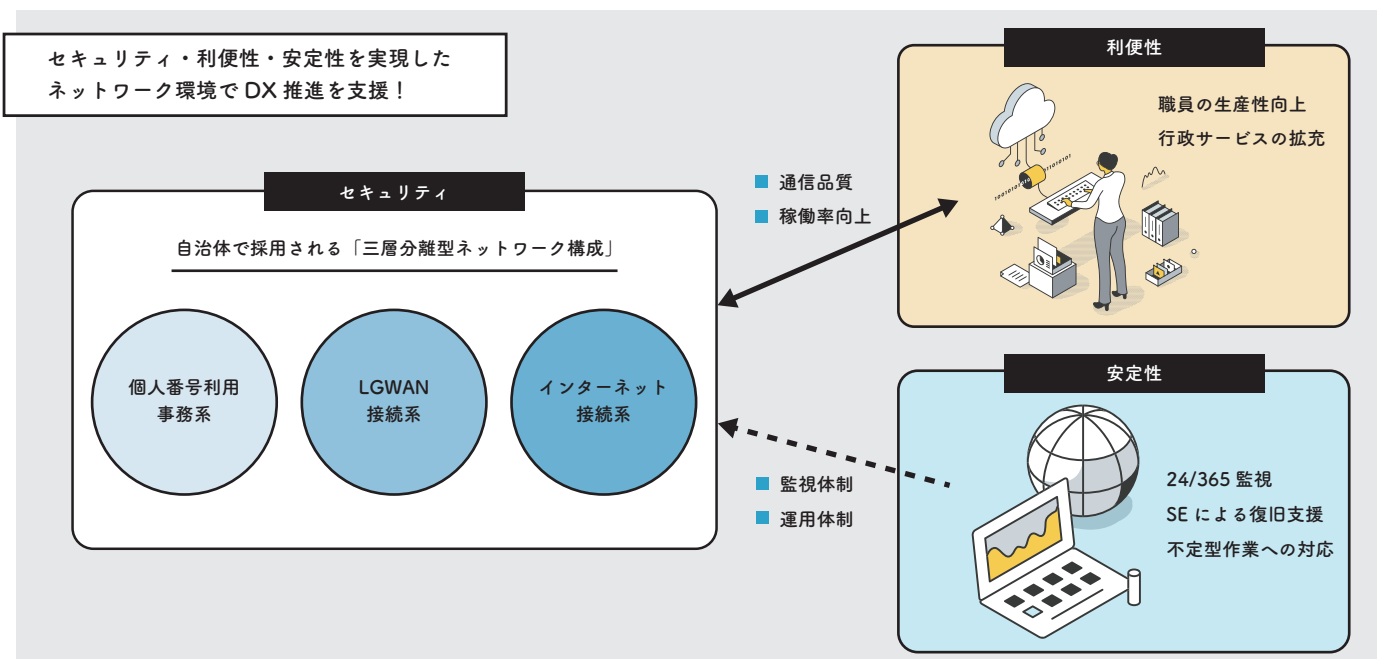 セキュリティ・利便性・安定性を実現した
ネットワーク環境で DX 推進を支援！
セキュリティ
自治体で採用される「三層分離型ネットワーク構成」
個人番号利用
事務系
LGWAN
接続系
インターネット
接続系
通信品質
稼働率向上
監視体制
運用体制
利便性
職員の生産性向上
行政サービスの拡充
安定性
24/365 監視
SE による復旧支援
不定型作業への対応